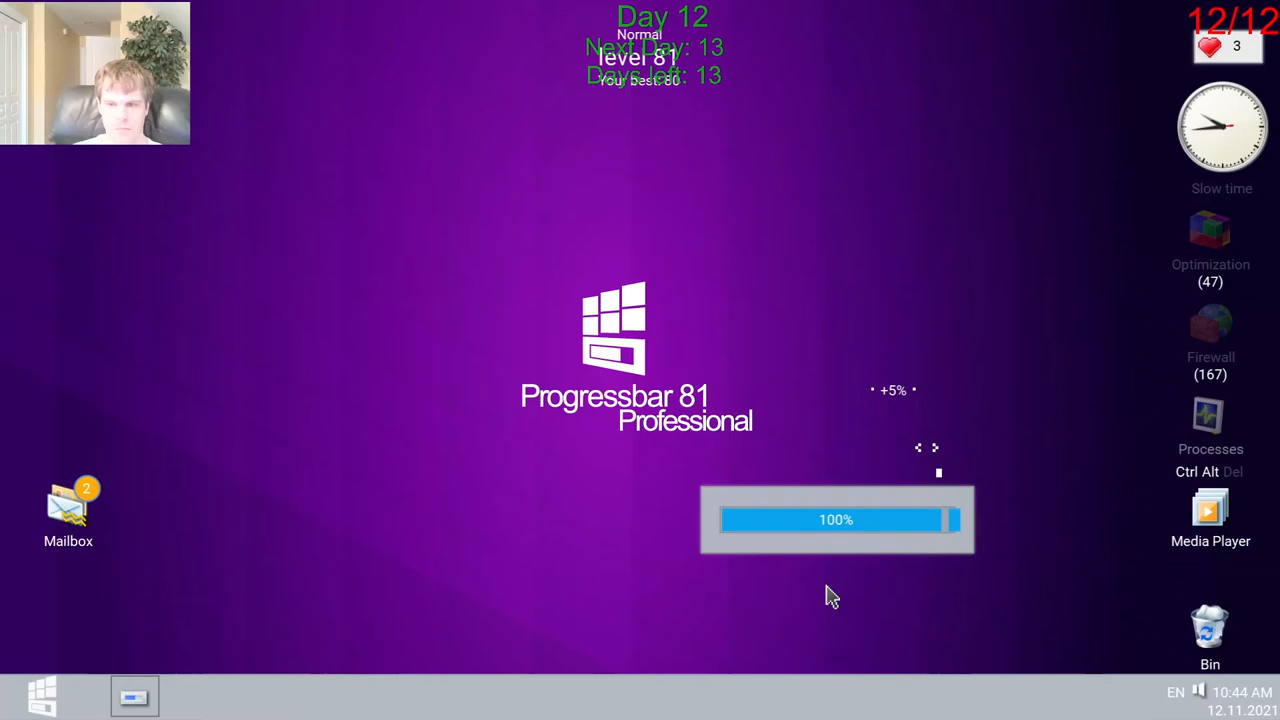 Day 12
Normal
Next Day: 13
level 81
Days left: 13
Your best: 80
12/12
3
Slow time
Optimization
(47)
Firewall
(167)
Processes
Ctrl Alt Del
Media Player
Bin
Progressbar 81
Professional
+5%
100%
2
Mailbox
EN 10:44 AM
12.11.2021